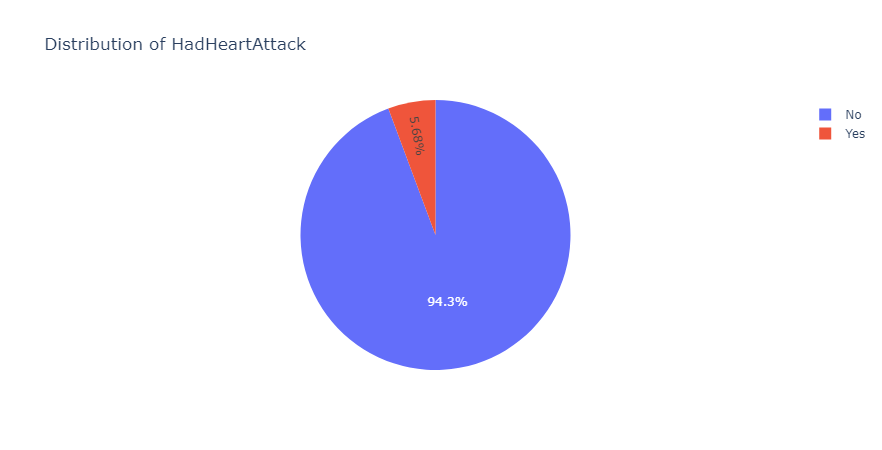 Distribution of HadHeartAttack
No
Yes
5.68%
94.3%